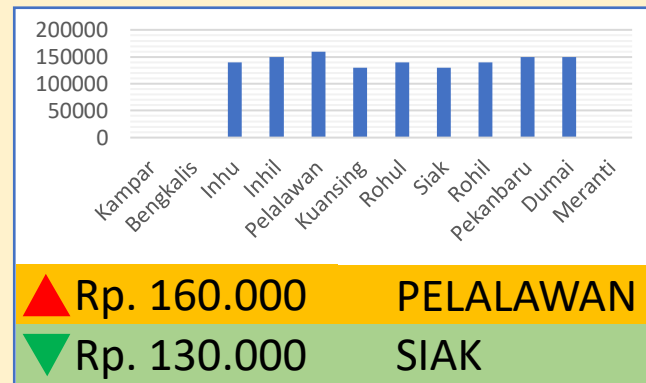 200000
150000
100000
50000
0
Kampar
Bengkalis
Inhu
Inhil
Pelalawan
Kuansing
Rohul
Siak
Rohil
Pekanbaru
Dumai
Meranti
Rp. 160.000 PELALAWAN
Rp. 130.000 SIAK